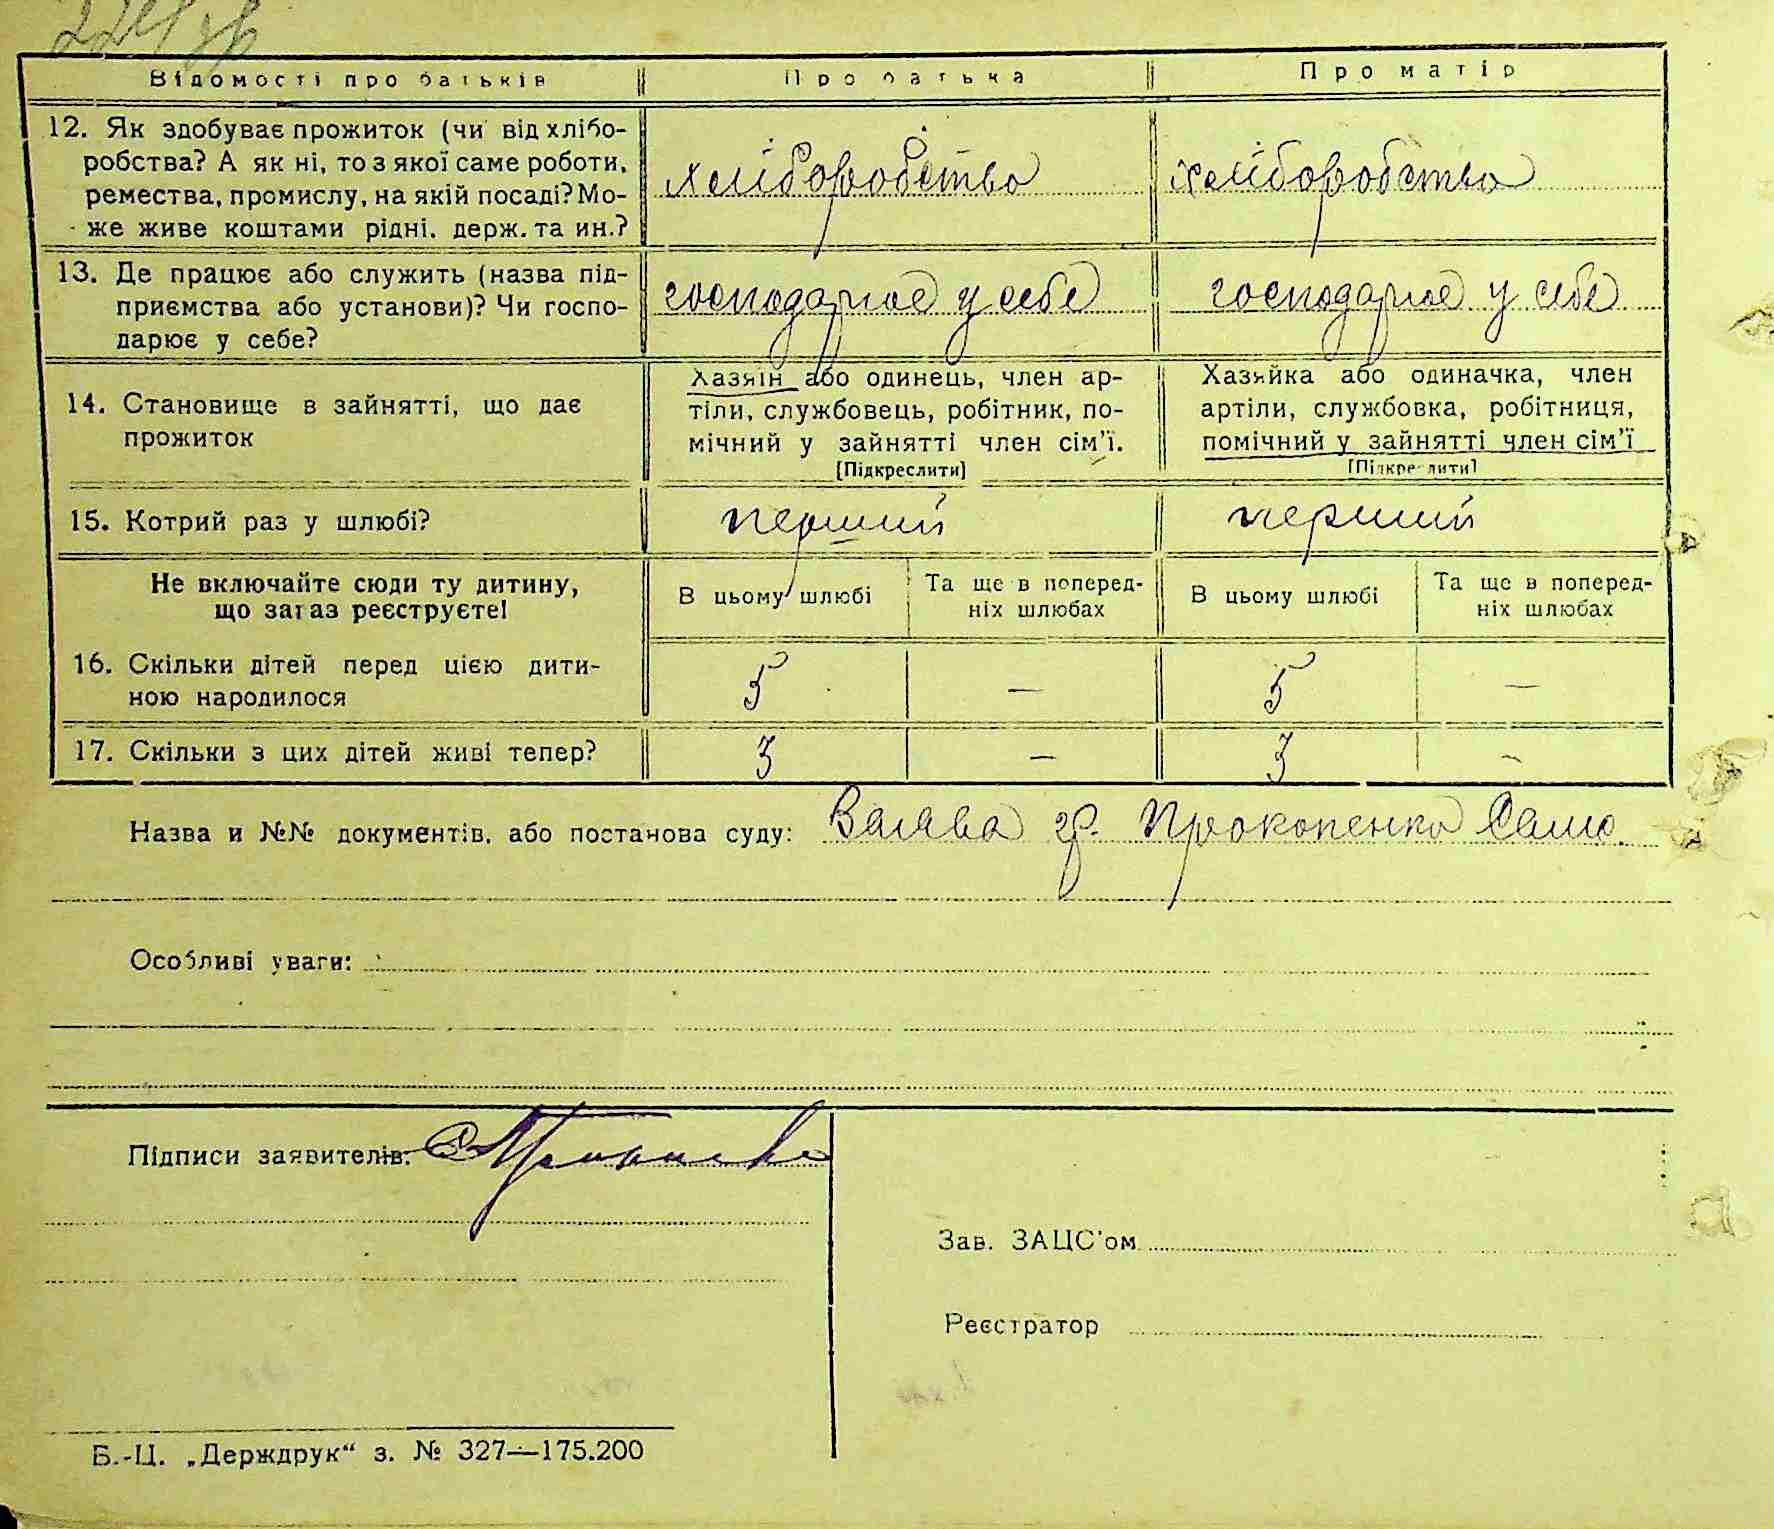 224 зв
Відомості про батьків Про батька Про матір
12. Як здобуває прожиток (чи від хлібо-
робства? А як ні, то з якої саме роботи,
ремества, промислу, на якій посаді? Мо-
же живе коштами рідні, держ. та ин.?
хліборобство хліборобство
13. Де працює або служить (назва під-
приємства або установи)? Чи госпо-
дарює у себе?
господарює у себе господарює у себе
14. Становище в зайнятті, що дає
прожиток
Хазяїн або одинець, член ар-
тіли, службовець, робітник, по-
мічний у зайнятті член сім'ї.
[Підкреслити]
Хазяйка або одиначка, член
артіли, службовка, робітниця,
помічний у зайнятті член сім'ї
[Підкреслити]
15. Котрий раз у шлюбі? перший перший
Не включайте сюди ту дитину,
що зараз реєструєте!
В цьому шлюбі
Та ще в поперед-
ніх шлюбах
В цьому шлюбі
Та ще в поперед-
ніх шлюбах
16. Скільки дітей перед цією дити-
ною народилося
5 — 5 —
17. Скільки з цих дітей живі тепер? 3 — 3 -
Назва и №№ документів, або постанова суду: Заява гр. Прокопенко
Особливі уваги:
Підписи заявителів:
Зав. ЗАЦС'ом
Реєстратор
Б.-Ц. „Держдрук“ з. № 327—175.200